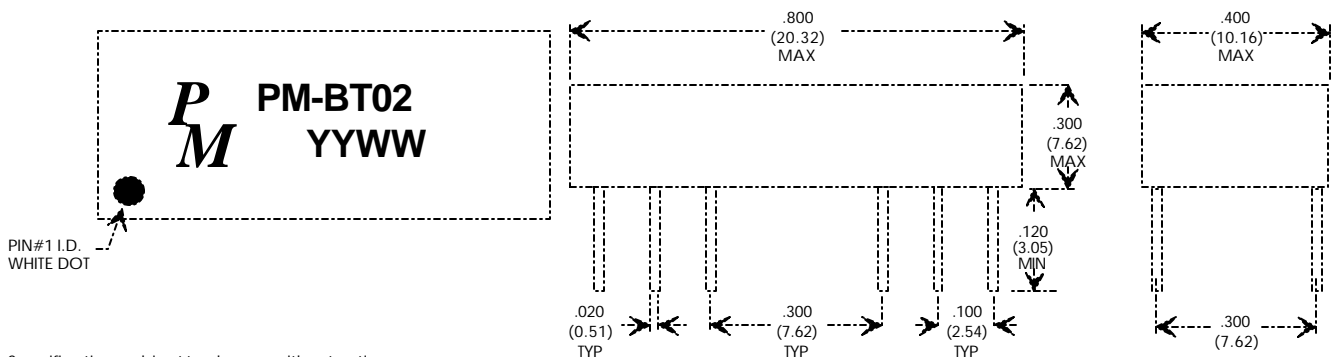 P
M
PM-BT02
YYWW
PIN#1 I.D.
WHITE DOT
.800
(20.32)
MAX
.300
(7.62)
MAX
.120
(3.05)
MIN
.020
(0.51)
TYP
.300
(7.62)
TYP
.100
(2.54)
TYP
.400
(10.16)
MAX
.300
(7.62)